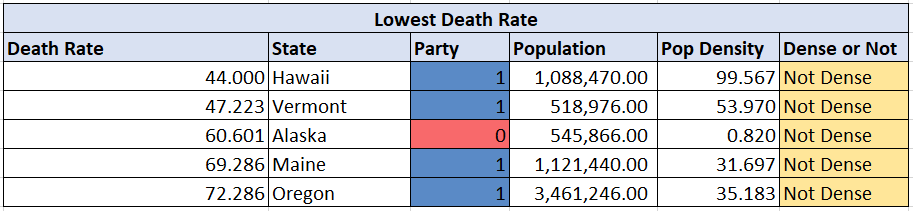 Lowest Death Rate
Death Rate State Party Population Pop Density Dense or Not
44.000 Hawaii 1 1,088,470.00 99.567 Not Dense
47.223 Vermont 1 518,976.00 53.970 Not Dense
60.601 Alaska 0 545,866.00 0.820 Not Dense
69.286 Maine 1 1,121,440.00 31.697 Not Dense
72.286 Oregon 1 3,461,246.00 35.183 Not Dense